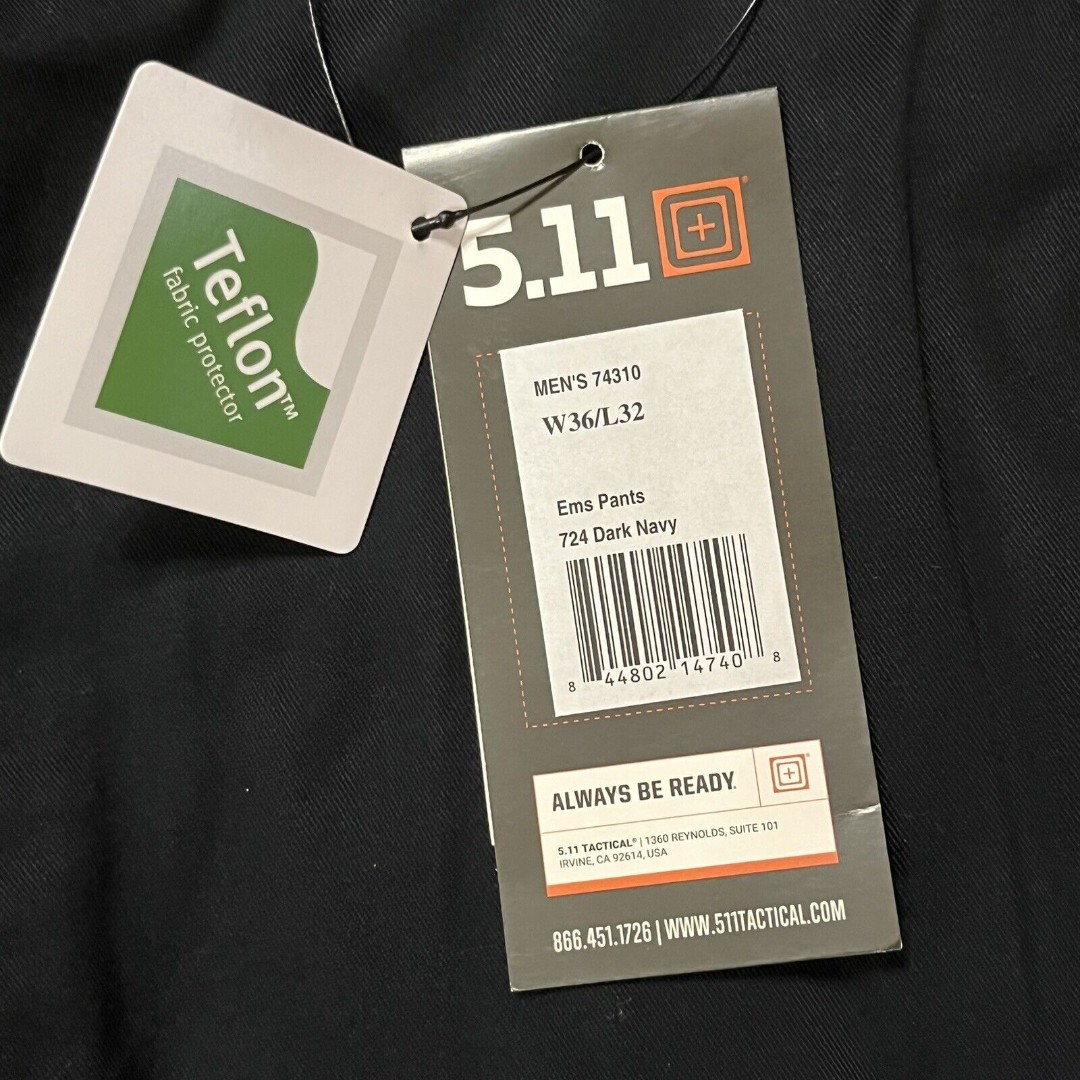 Teflon™
fabric protector
5.11®
MEN'S 74310
W36/L32
Ems Pants
724 Dark Navy
8 44802 14740 8
ALWAYS BE READY.
5.11 TACTICAL® | 1360 REYNOLDS, SUITE 101
IRVINE, CA 92614, USA
866.451.1726 | WWW.511TACTICAL.COM